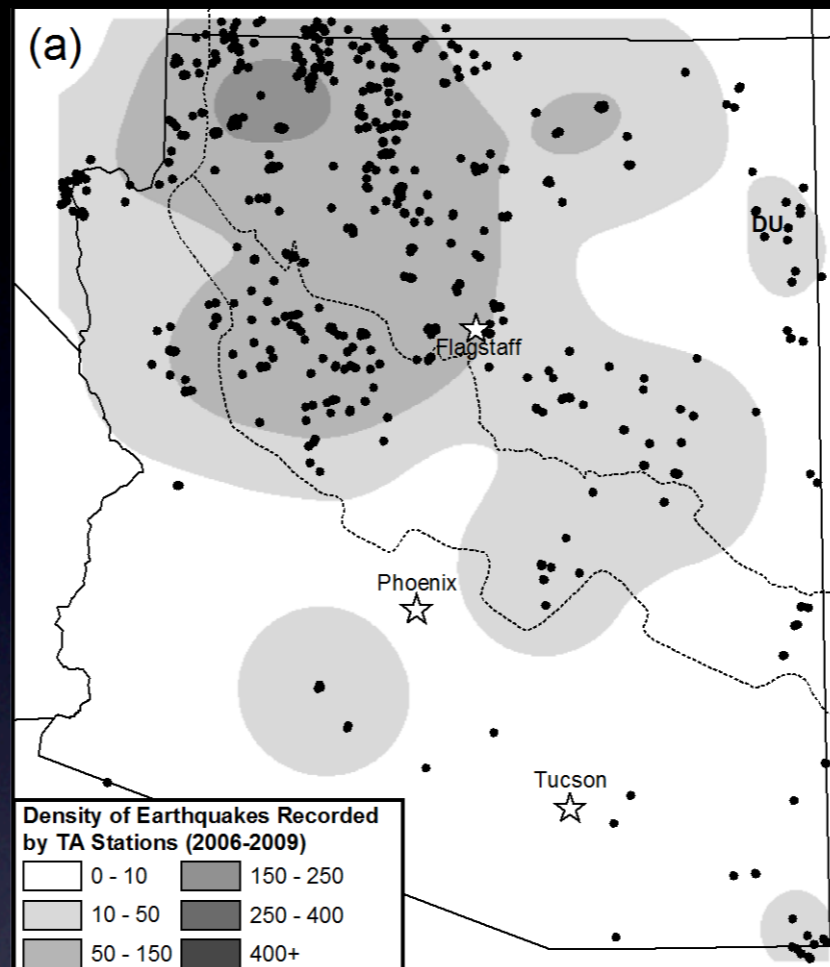 (a)
DU
Flagstaff
Phoenix
Tucson
Density of Earthquakes Recorded
by TA Stations (2006-2009)
0 - 10
150 - 250
10 - 50
250 - 400
50 - 150
400+